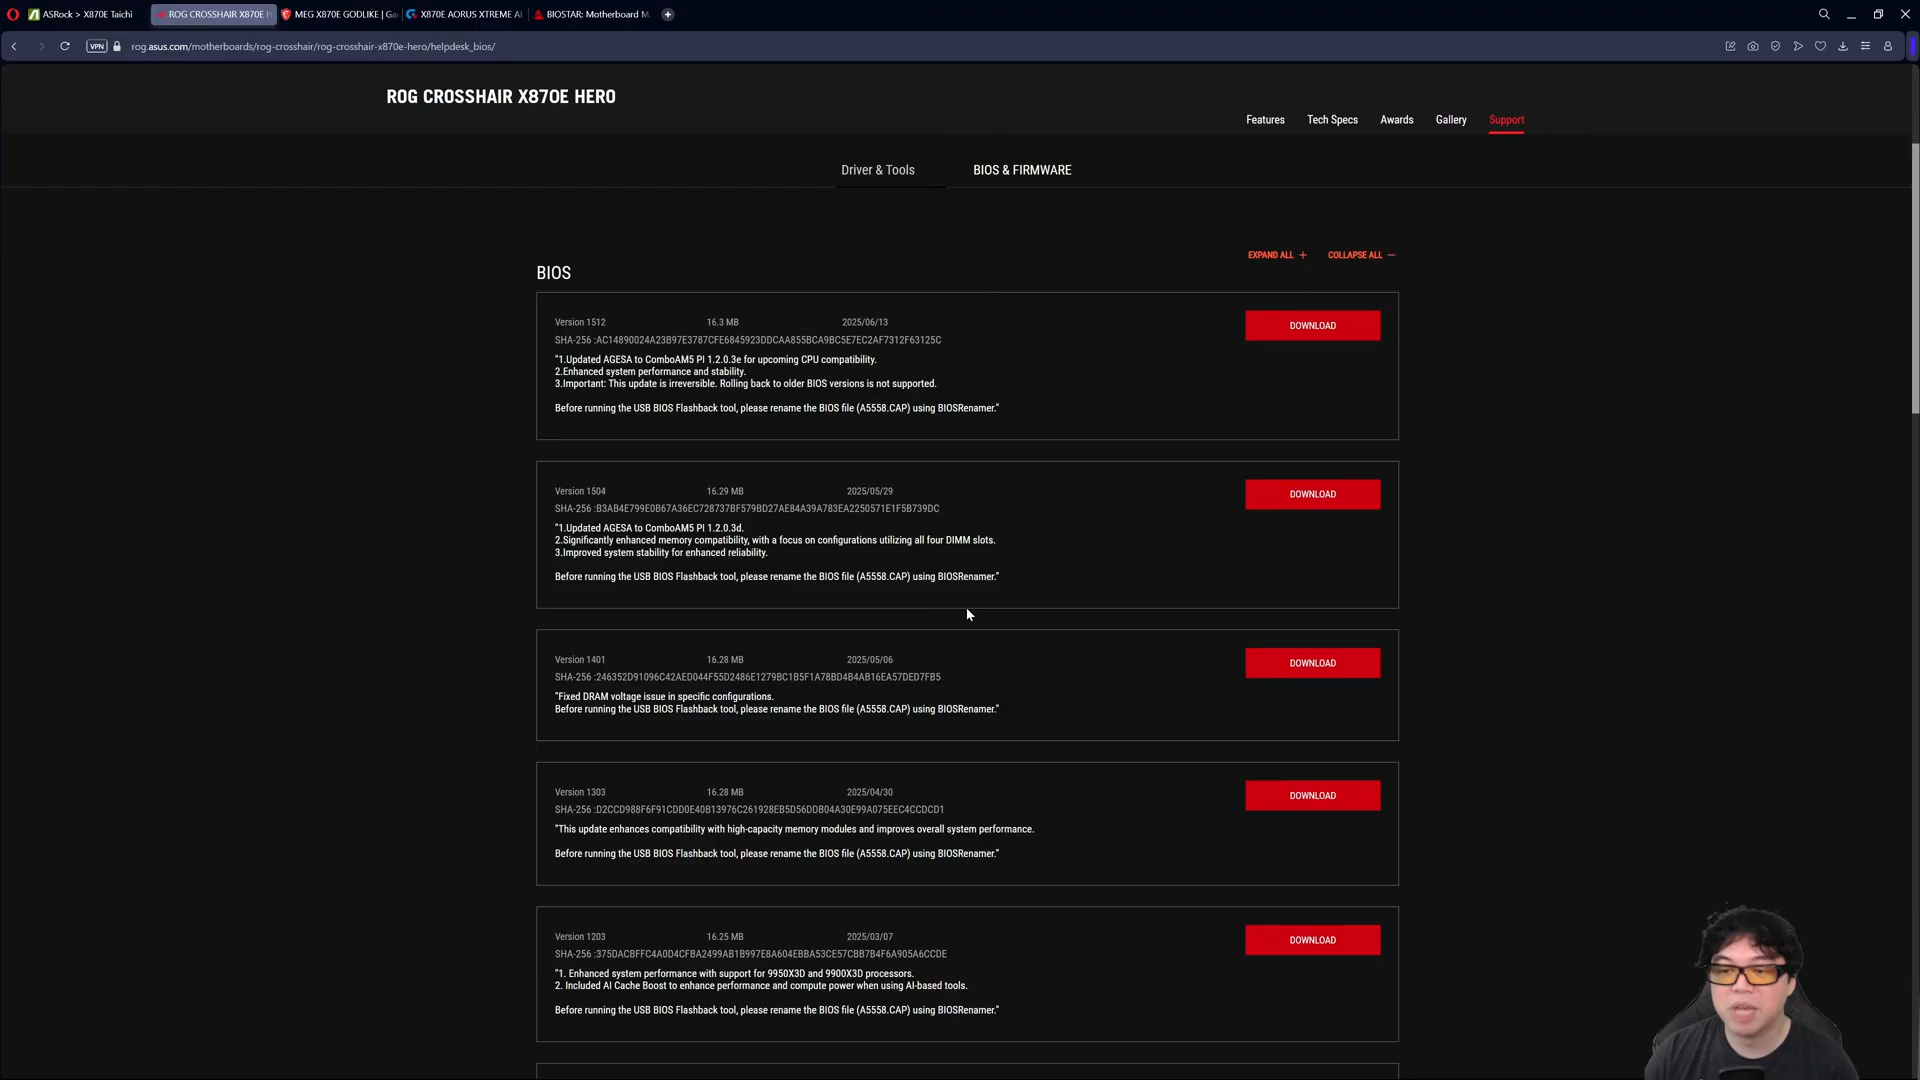 ASRock > X870E Taichi
ROG CROSSHAIR X870E H
MEG X870E GODLIKE | Ga
X870E AORUS XTREME AI
BIOSTAR: Motherboard M
VPN
rog.asus.com/motherboards/rog-crosshair/rog-crosshair-x870e-hero/helpdesk_bios/
ROG CROSSHAIR X870E HERO
Features
Tech Specs
Awards
Gallery
Support
Driver & Tools
BIOS & FIRMWARE
EXPAND ALL +
COLLAPSE ALL −
BIOS
Version 1512 16.3 MB 2025/06/13
DOWNLOAD
SHA-256 :AC14890024A23B97E3787CFE6845923DDCAA855BCA9BC5E7EC2AF7312F63125C
"1.Updated AGESA to ComboAM5 PI 1.2.0.3e for upcoming CPU compatibility.
2.Enhanced system performance and stability.
3.Important: This update is irreversible. Rolling back to older BIOS versions is not supported.
Before running the USB BIOS Flashback tool, please rename the BIOS file (A5558.CAP) using BIOSRenamer."
Version 1504 16.29 MB 2025/05/29
DOWNLOAD
SHA-256 :B3AB4E799E0B67A36EC728737BF579BD27AE84A39A783EA2250571E1F5B739DC
"1.Updated AGESA to ComboAM5 PI 1.2.0.3d.
2.Significantly enhanced memory compatibility, with a focus on configurations utilizing all four DIMM slots.
3.Improved system stability for enhanced reliability.
Before running the USB BIOS Flashback tool, please rename the BIOS file (A5558.CAP) using BIOSRenamer."
Version 1401 16.28 MB 2025/05/06
DOWNLOAD
SHA-256 :246352D91096C42AED044F55D2486E1279BC1B5F1A78BD4B4AB16EA57DED7FB5
"Fixed DRAM voltage issue in specific configurations.
Before running the USB BIOS Flashback tool, please rename the BIOS file (A5558.CAP) using BIOSRenamer."
Version 1303 16.28 MB 2025/04/30
DOWNLOAD
SHA-256 :D2CCD988F6F91CDD0E40B13976C261928EB5D56DDB04A30E99A075EEC4CCDCD1
"This update enhances compatibility with high-capacity memory modules and improves overall system performance.
Before running the USB BIOS Flashback tool, please rename the BIOS file (A5558.CAP) using BIOSRenamer."
Version 1203 16.25 MB 2025/03/07
DOWNLOAD
SHA-256 :375DACBFFC4A0D4CFBA2499AB1B997E8A604EBBA53CE57CBB7B4F6A905A6CCDE
"1. Enhanced system performance with support for 9950X3D and 9900X3D processors.
2. Included AI Cache Boost to enhance performance and compute power when using AI-based tools.
Before running the USB BIOS Flashback tool, please rename the BIOS file (A5558.CAP) using BIOSRenamer."